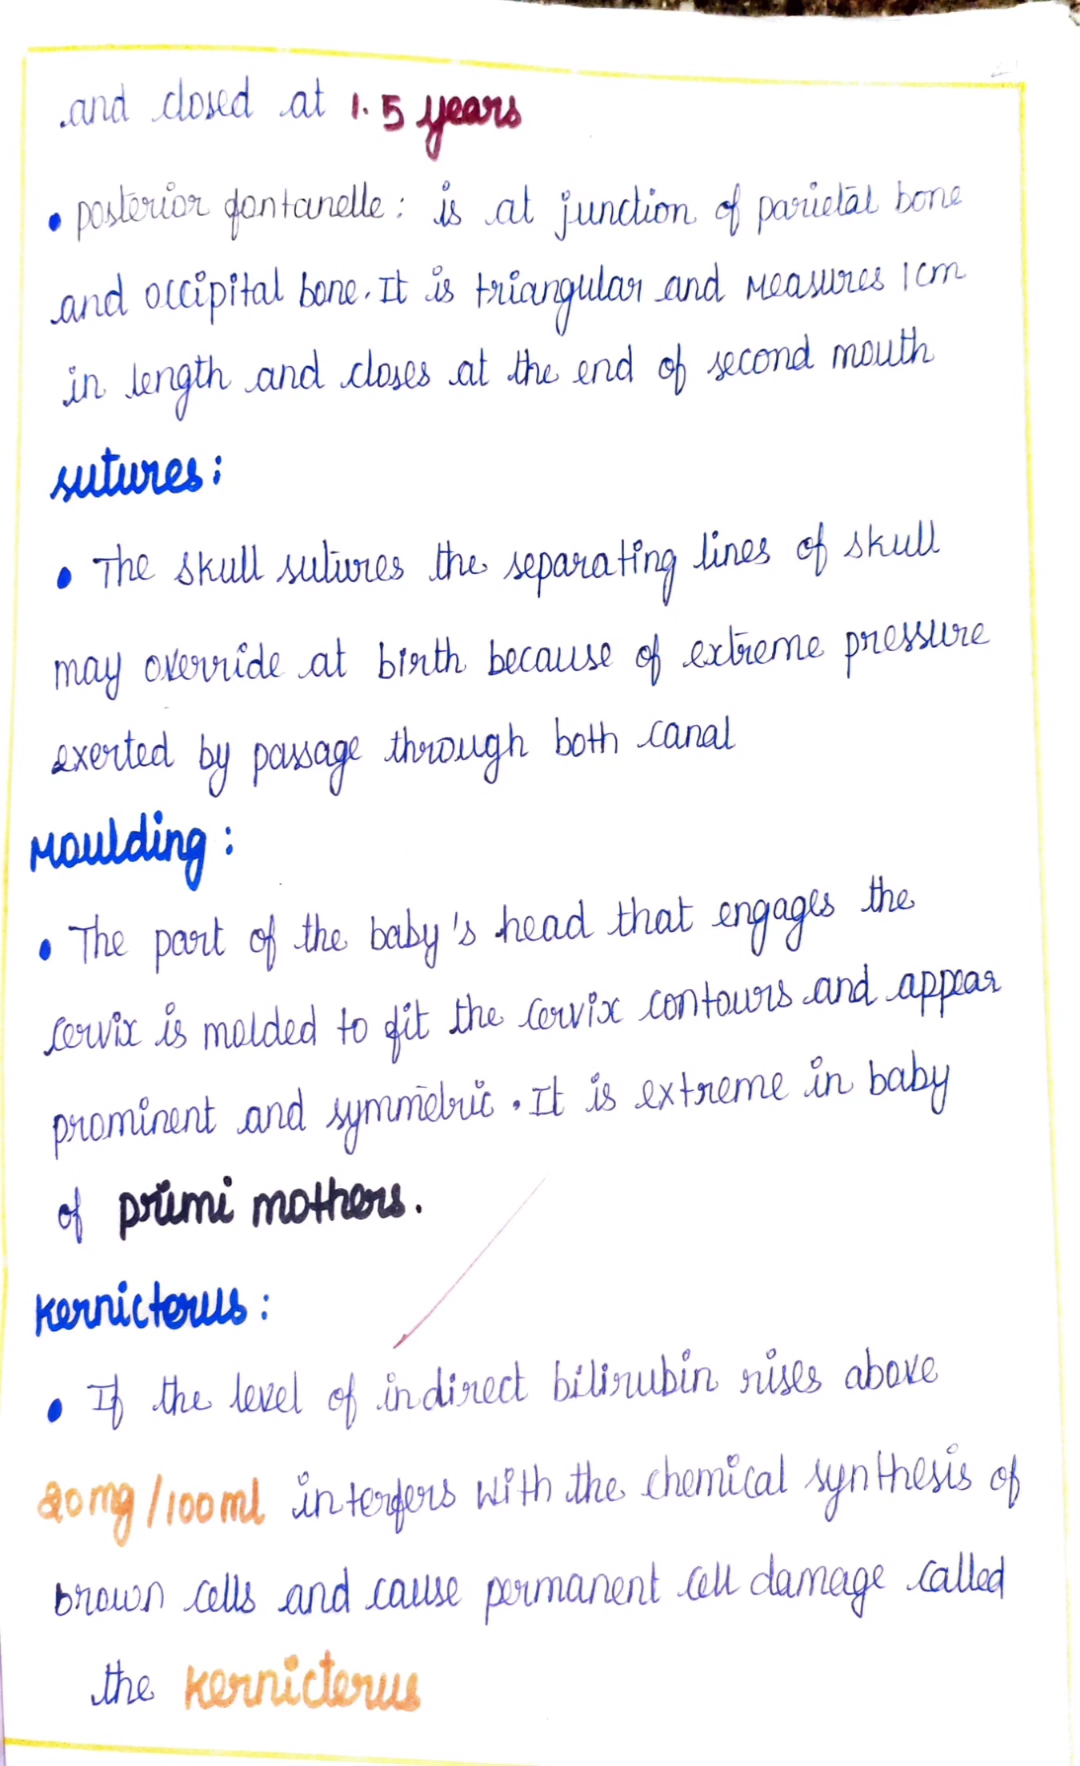 and closed at 1.5 years
• posterior fontanelle: is at junction of parietal bone
and occipital bone. It is triangular and measures 1cm
in length and closes at the end of second mouth
sutures:
• The skull sutures the separating lines of skull
may override at birth because of extreme pressure
exerted by passage through both canal
Moulding:
• The part of the baby's head that engages the
cervix is molded to fit the cervix contours and appear
prominent and symmetric. It is extreme in baby
of primi mothers.
Kernicterus:
• If the level of indirect bilirubin rises above
20mg/100ml interfers with the chemical synthesis of
brown cells and cause permanant cell damage called
the kernicterus